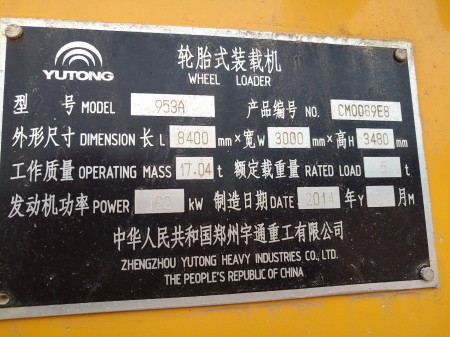 YUTONG
轮胎式装载机
WHEEL LOADER
型 号 MODEL 953A 产品编号 NO. CM0089E8
外形尺寸 DIMENSION 长 L 8400 mm×宽 W 3000 mm×高 H 3480 mm
工作质量 OPERATING MASS 17.04 t 额定载重量 RATED LOAD 5 t
发动机功率 POWER 162 kW 制造日期 DATE 2014 年 Y 月 M
中华人民共和国郑州宇通重工有限公司
ZHENGZHOU YUTONG HEAVY INDUSTRIES CO., LTD.
THE PEOPLE'S REPUBLIC OF CHINA